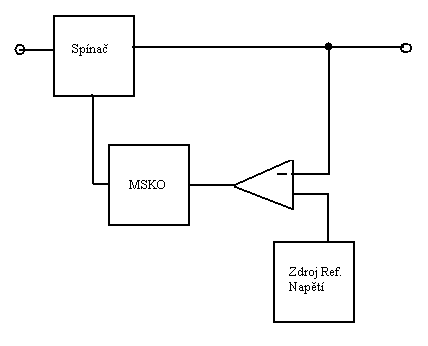 Spínač
MSKO
Zdroj Ref.
Napětí